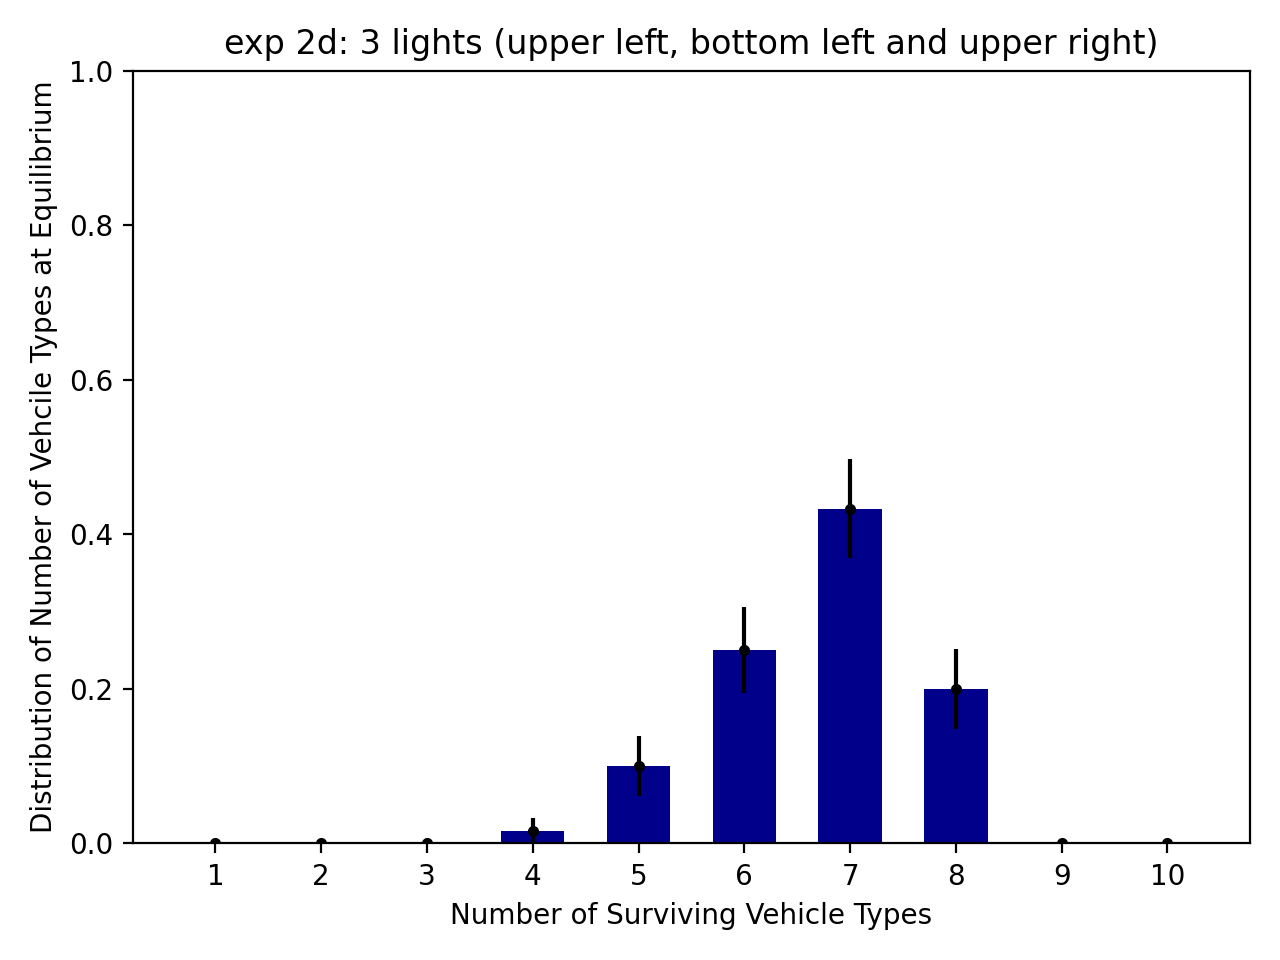 exp 2d: 3 lights (upper left, bottom left and upper right)
Distribution of Number of Vehcile Types at Equilibrium
1.0
0.8
0.6
0.4
0.2
0.0
1 2 3 4 5 6 7 8 9 10
Number of Surviving Vehicle Types